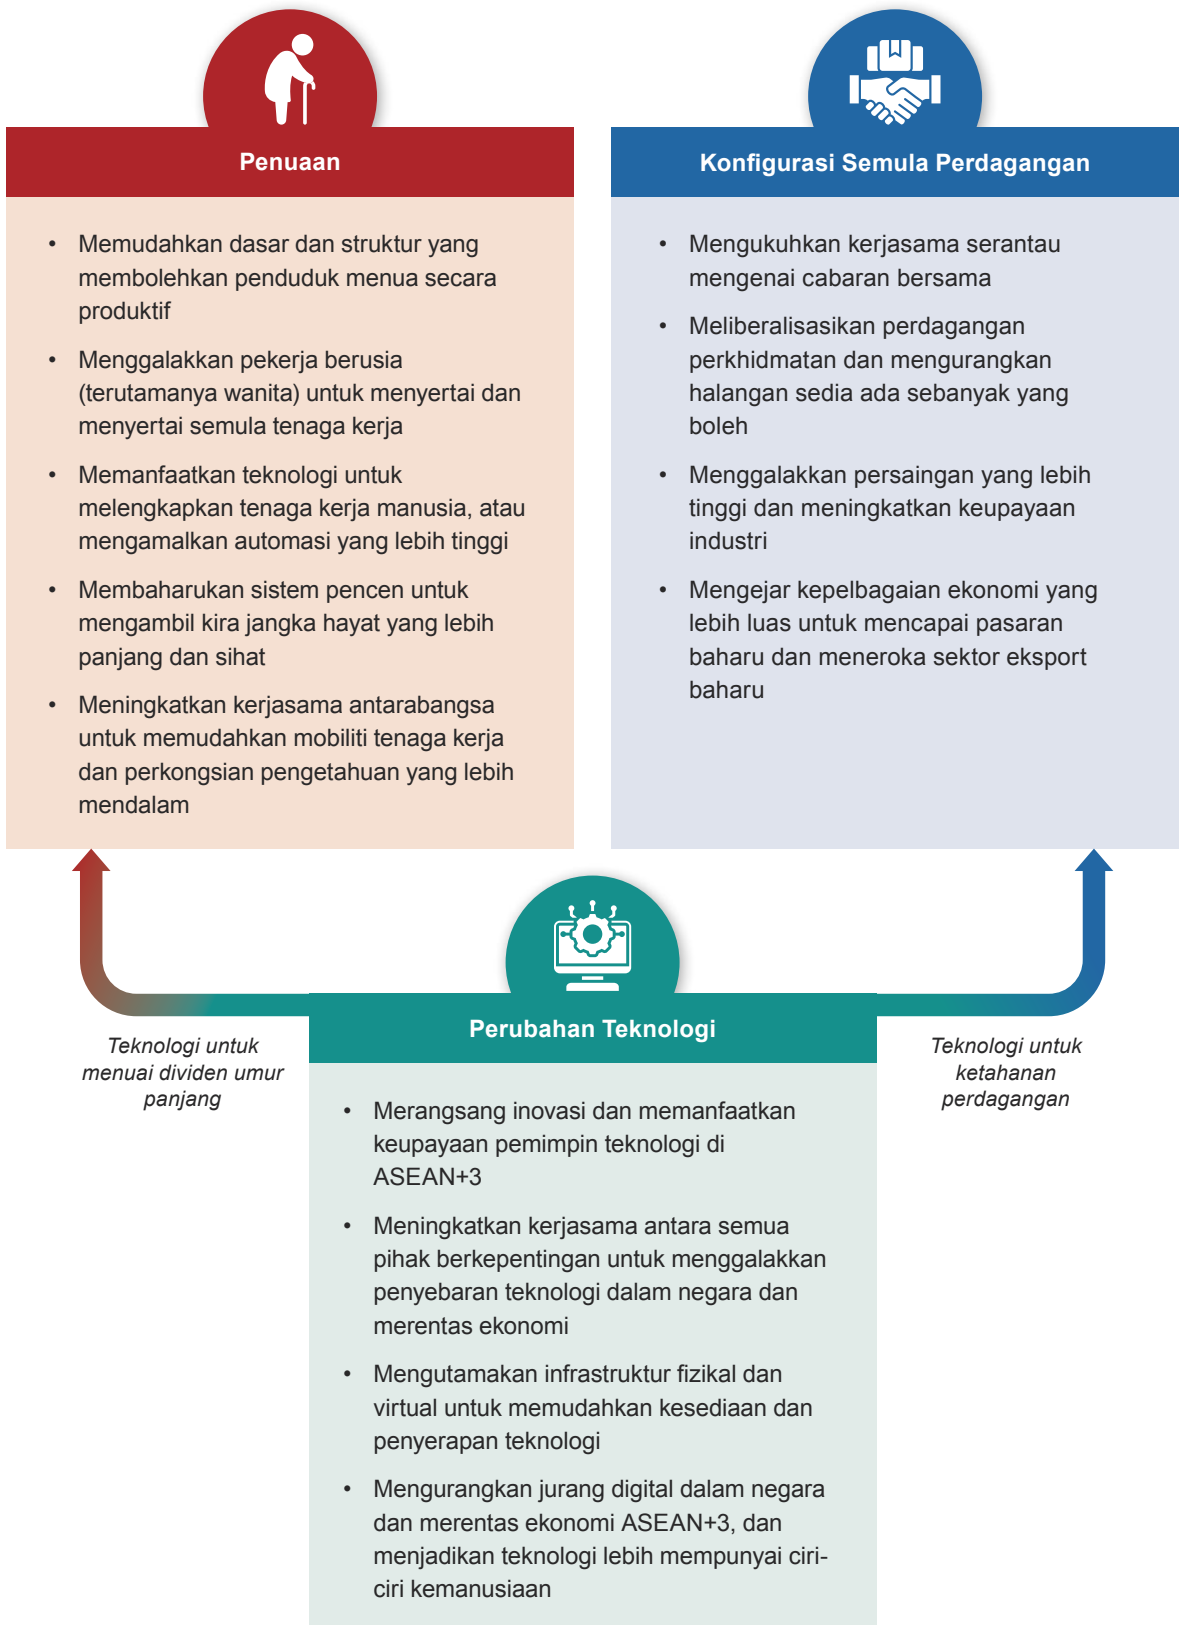 Penuaan
• Memudahkan dasar dan struktur yang
membolehkan penduduk menua secara
produktif
• Menggalakkan pekerja berusia
(terutamanya wanita) untuk menyertai dan
menyertai semula tenaga kerja
• Memanfaatkan teknologi untuk
melengkapkan tenaga kerja manusia, atau
mengamalkan automasi yang lebih tinggi
• Membaharukan sistem pencen untuk
mengambil kira jangka hayat yang lebih
panjang dan sihat
• Meningkatkan kerjasama antarabangsa
untuk memudahkan mobiliti tenaga kerja
dan perkongsian pengetahuan yang lebih
mendalam
Konfigurasi Semula Perdagangan
• Mengukuhkan kerjasama serantau
mengenai cabaran bersama
• Meliberalisasikan perdagangan
perkhidmatan dan mengurangkan
halangan sedia ada sebanyak yang
boleh
• Menggalakkan persaingan yang lebih
tinggi dan meningkatkan keupayaan
industri
• Mengejar kepelbagaian ekonomi yang
lebih luas untuk mencapai pasaran
baharu dan meneroka sektor eksport
baharu
Teknologi untuk
menuai dividen umur
panjang
Perubahan Teknologi
• Merangsang inovasi dan memanfaatkan
keupayaan pemimpin teknologi di
ASEAN+3
• Meningkatkan kerjasama antara semua
pihak berkepentingan untuk menggalakkan
penyebaran teknologi dalam negara dan
merentas ekonomi
• Mengutamakan infrastruktur fizikal dan
virtual untuk memudahkan kesediaan dan
penyerapan teknologi
• Mengurangkan jurang digital dalam negara
dan merentas ekonomi ASEAN+3, dan
menjadikan teknologi lebih mempunyai ciri-
ciri kemanusiaan
Teknologi untuk
ketahanan
perdagangan